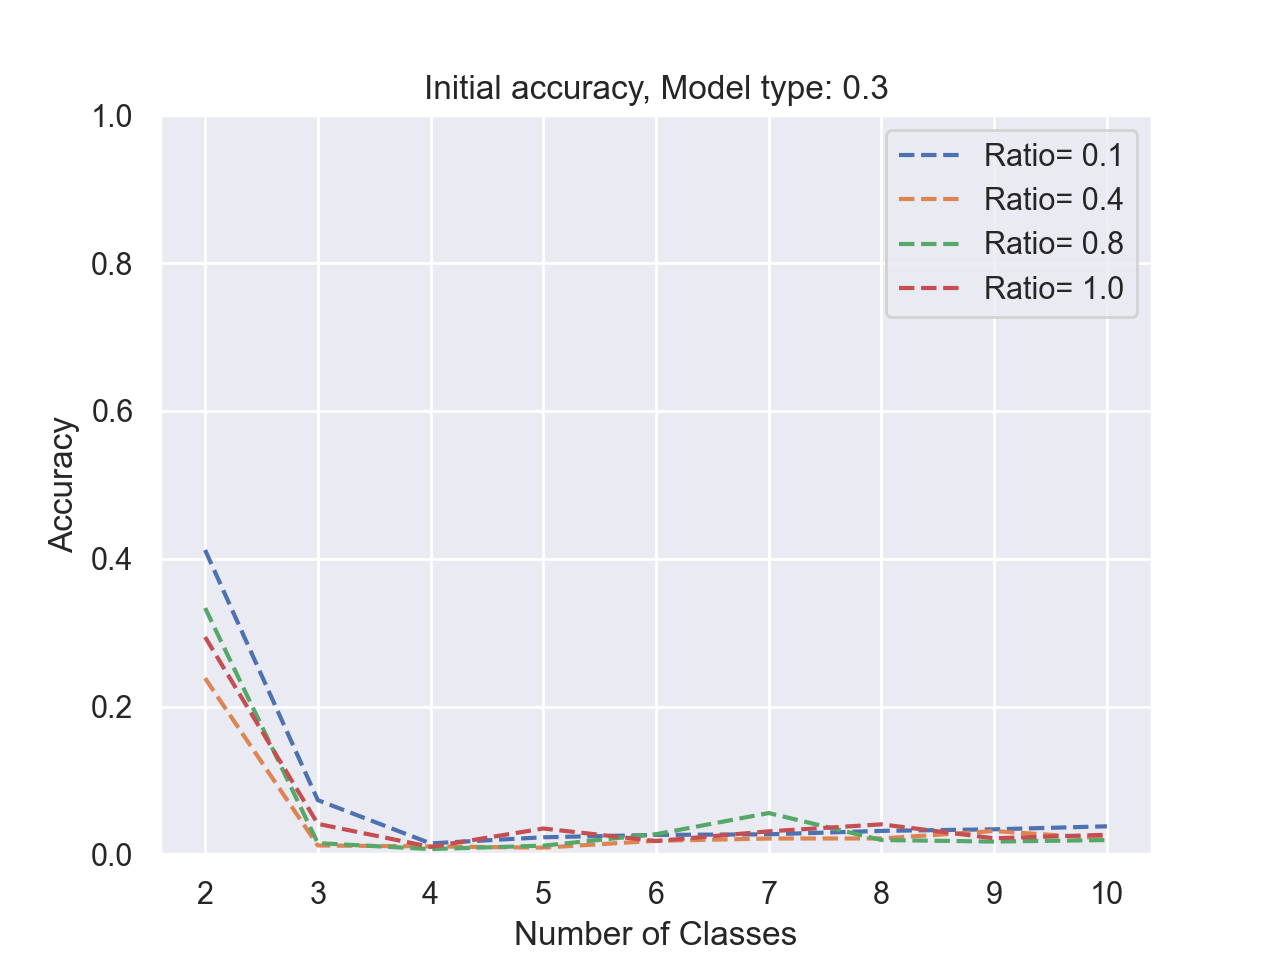 Initial accuracy, Model type: 0.3
1.0
0.8
0.6
0.4
0.2
0.0
Accuracy
Ratio= 0.1
Ratio= 0.4
Ratio= 0.8
Ratio= 1.0
2 3 4 5 6 7 8 9 10
Number of Classes